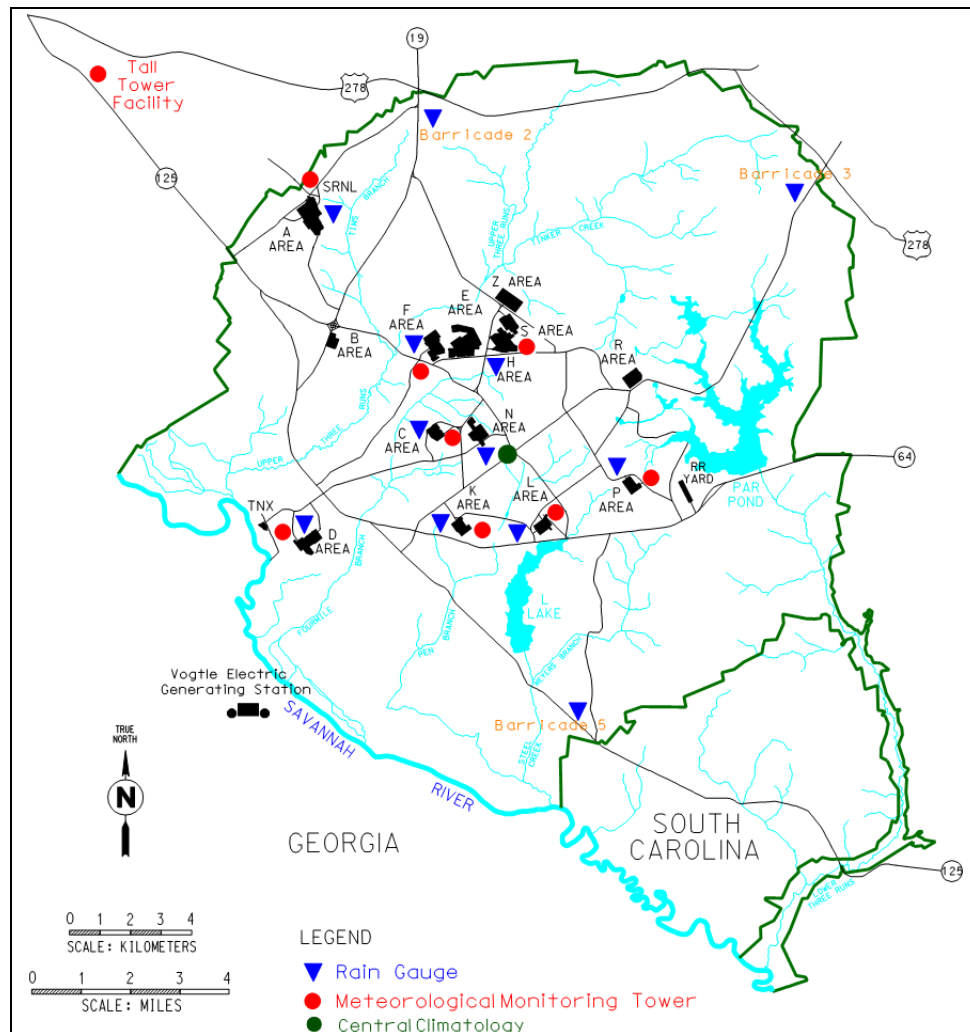 19
Tall
Tower
Facility
278
Barricade 2
Barricade 3
125
SRNL
A
AREA
TIMS BRANCH
UPPER
THREE RUNS
TINKER CREEK
278
Z AREA
E
AREA
F
AREA
S AREA
B
AREA
H
AREA
R
AREA
UPPER THREE RUNS
N
AREA
C
AREA
64
RR
YARD
PAR
POND
P
AREA
L
AREA
K
AREA
TNX
D
AREA
FOURMILE BRANCH
PEN BRANCH
L
LAKE
MEYERS BRANCH
Vogtle Electric
Generating Station
SAVANNAH RIVER
Barricade 5
STEEL
CREEK
TRUE
NORTH
N
GEORGIA
SOUTH
CAROLINA
125
LOWER
THREE RUNS
0 1 2 3 4
SCALE: KILOMETERS
0 1 2 3 4
SCALE: MILES
LEGEND
Rain Gauge
Meteorological Monitoring Tower
Central Climatology